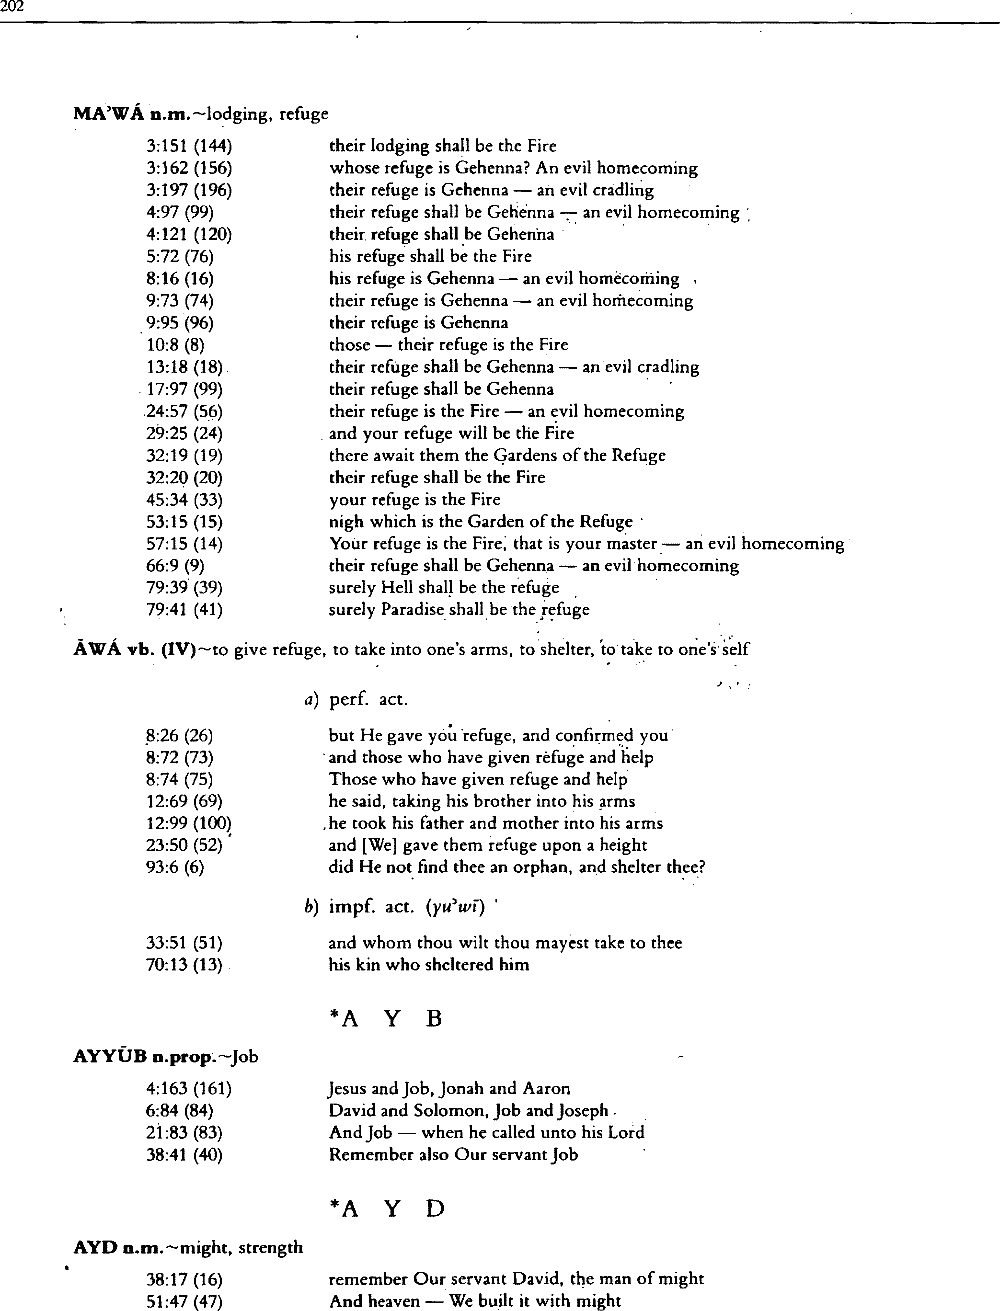 202
MA’WÁ n.m.~lodging, refuge
3:151 (144) their lodging shall be the Fire
3:162 (156) whose refuge is Gehenna? An evil homecoming
3:197 (196) their refuge is Gehenna — an evil cradling
4:97 (99) their refuge shall be Gehenna — an evil homecoming
4:121 (120) their refuge shall be Gehenna
5:72 (76) his refuge shall be the Fire
8:16 (16) his refuge is Gehenna — an evil homecoming
9:73 (74) their refuge is Gehenna — an evil homecoming
9:95 (96) their refuge is Gehenna
10:8 (8) those — their refuge is the Fire
13:18 (18) their refuge shall be Gehenna — an evil cradling
17:97 (99) their refuge shall be Gehenna
24:57 (56) their refuge is the Fire — an evil homecoming
29:25 (24) and your refuge will be the Fire
32:19 (19) there await them the Gardens of the Refuge
32:20 (20) their refuge shall be the Fire
45:34 (33) your refuge is the Fire
53:15 (15) nigh which is the Garden of the Refuge
57:15 (14) Your refuge is the Fire, that is your master — an evil homecoming
66:9 (9) their refuge shall be Gehenna — an evil homecoming
79:39 (39) surely Hell shall be the refuge
79:41 (41) surely Paradise shall be the refuge
ĀWÁ vb. (IV)~to give refuge, to take into one's arms, to shelter, to take to one's self
a) perf. act.
8:26 (26) but He gave you refuge, and confirmed you
8:72 (73) and those who have given refuge and help
8:74 (75) Those who have given refuge and help
12:69 (69) he said, taking his brother into his arms
12:99 (100) he took his father and mother into his arms
23:50 (52) and [We] gave them refuge upon a height
93:6 (6) did He not find thee an orphan, and shelter thee?
b) impf. act. (yu’wī)
33:51 (51) and whom thou wilt thou mayest take to thee
70:13 (13) his kin who sheltered him
*A Y B
AYYŪB n.prop.~Job
4:163 (161) Jesus and Job, Jonah and Aaron
6:84 (84) David and Solomon, Job and Joseph
21:83 (83) And Job — when he called unto his Lord
38:41 (40) Remember also Our servant Job
*A Y D
AYD n.m.~might, strength
38:17 (16) remember Our servant David, the man of might
51:47 (47) And heaven — We built it with might